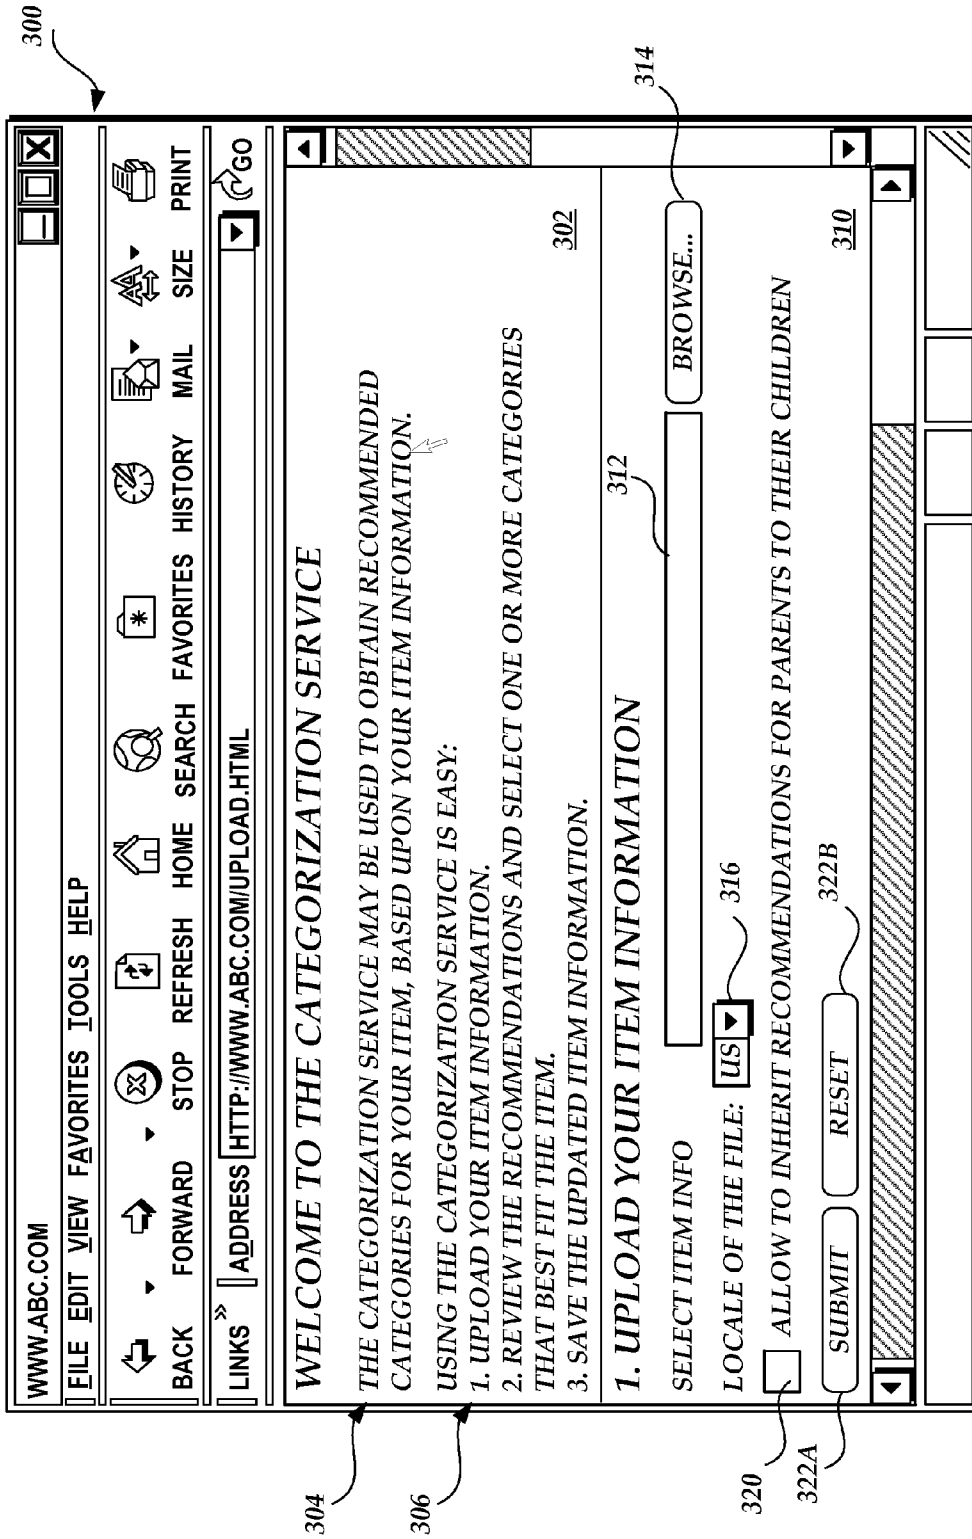 300
WWW.ABC.COM
FILE EDIT VIEW FAVORITES TOOLS HELP
BACK FORWARD STOP REFRESH HOME SEARCH FAVORITES HISTORY MAIL SIZE PRINT
LINKS » ADDRESS HTTP://WWW.ABC.COM/UPLOAD.HTML GO
WELCOME TO THE CATEGORIZATION SERVICE
304
THE CATEGORIZATION SERVICE MAY BE USED TO OBTAIN RECOMMENDED
CATEGORIES FOR YOUR ITEM, BASED UPON YOUR ITEM INFORMATION.
306
USING THE CATEGORIZATION SERVICE IS EASY:
1. UPLOAD YOUR ITEM INFORMATION.
2. REVIEW THE RECOMMENDATIONS AND SELECT ONE OR MORE CATEGORIES
THAT BEST FIT THE ITEM.
3. SAVE THE UPDATED ITEM INFORMATION.
302
1. UPLOAD YOUR ITEM INFORMATION
312
314
SELECT ITEM INFO BROWSE...
LOCALE OF THE FILE: US
316
320
ALLOW TO INHERIT RECOMMENDATIONS FOR PARENTS TO THEIR CHILDREN
322A
SUBMIT RESET
322B
310